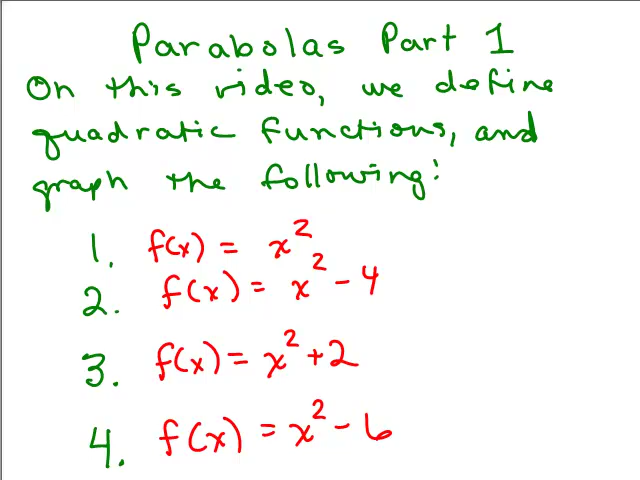 Parabolas Part 1
On this video, we define
quadratic functions, and
graph the following:
1. f(x) = x²
2. f(x) = x² - 4
3. f(x) = x² + 2
4. f(x) = x² - 6